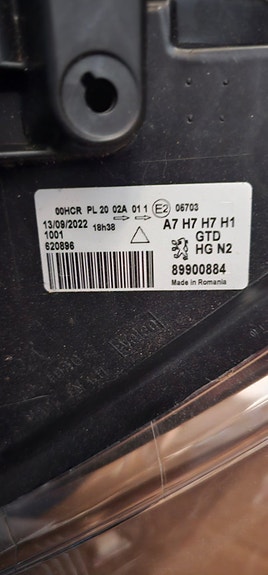 00HCR PL 20 02A 01 1 E2 06703
13/09/2022 18h38 A7 H7 H7 H1
1001 GTD
620896 HG N2
89900884
Made in Romania
Valeo